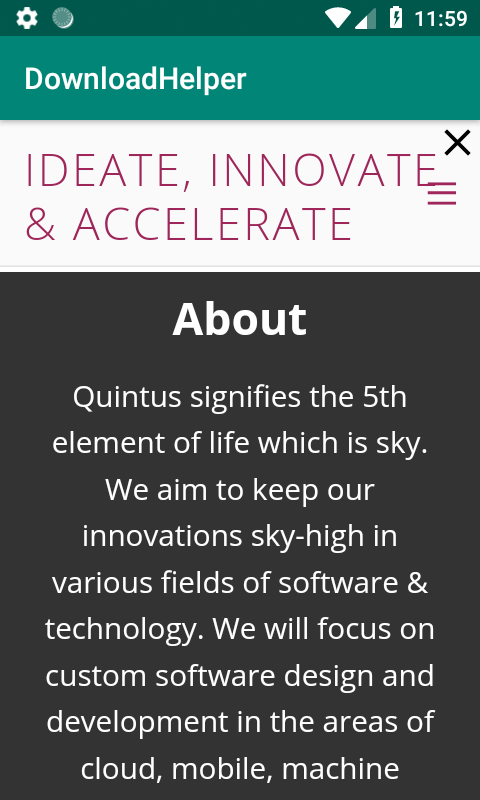 11:59
DownloadHelper
IDEATE, INNOVATE
& ACCELERATE
About
Quintus signifies the 5th
element of life which is sky.
We aim to keep our
innovations sky-high in
various fields of software &
technology. We will focus on
custom software design and
development in the areas of
cloud, mobile, machine